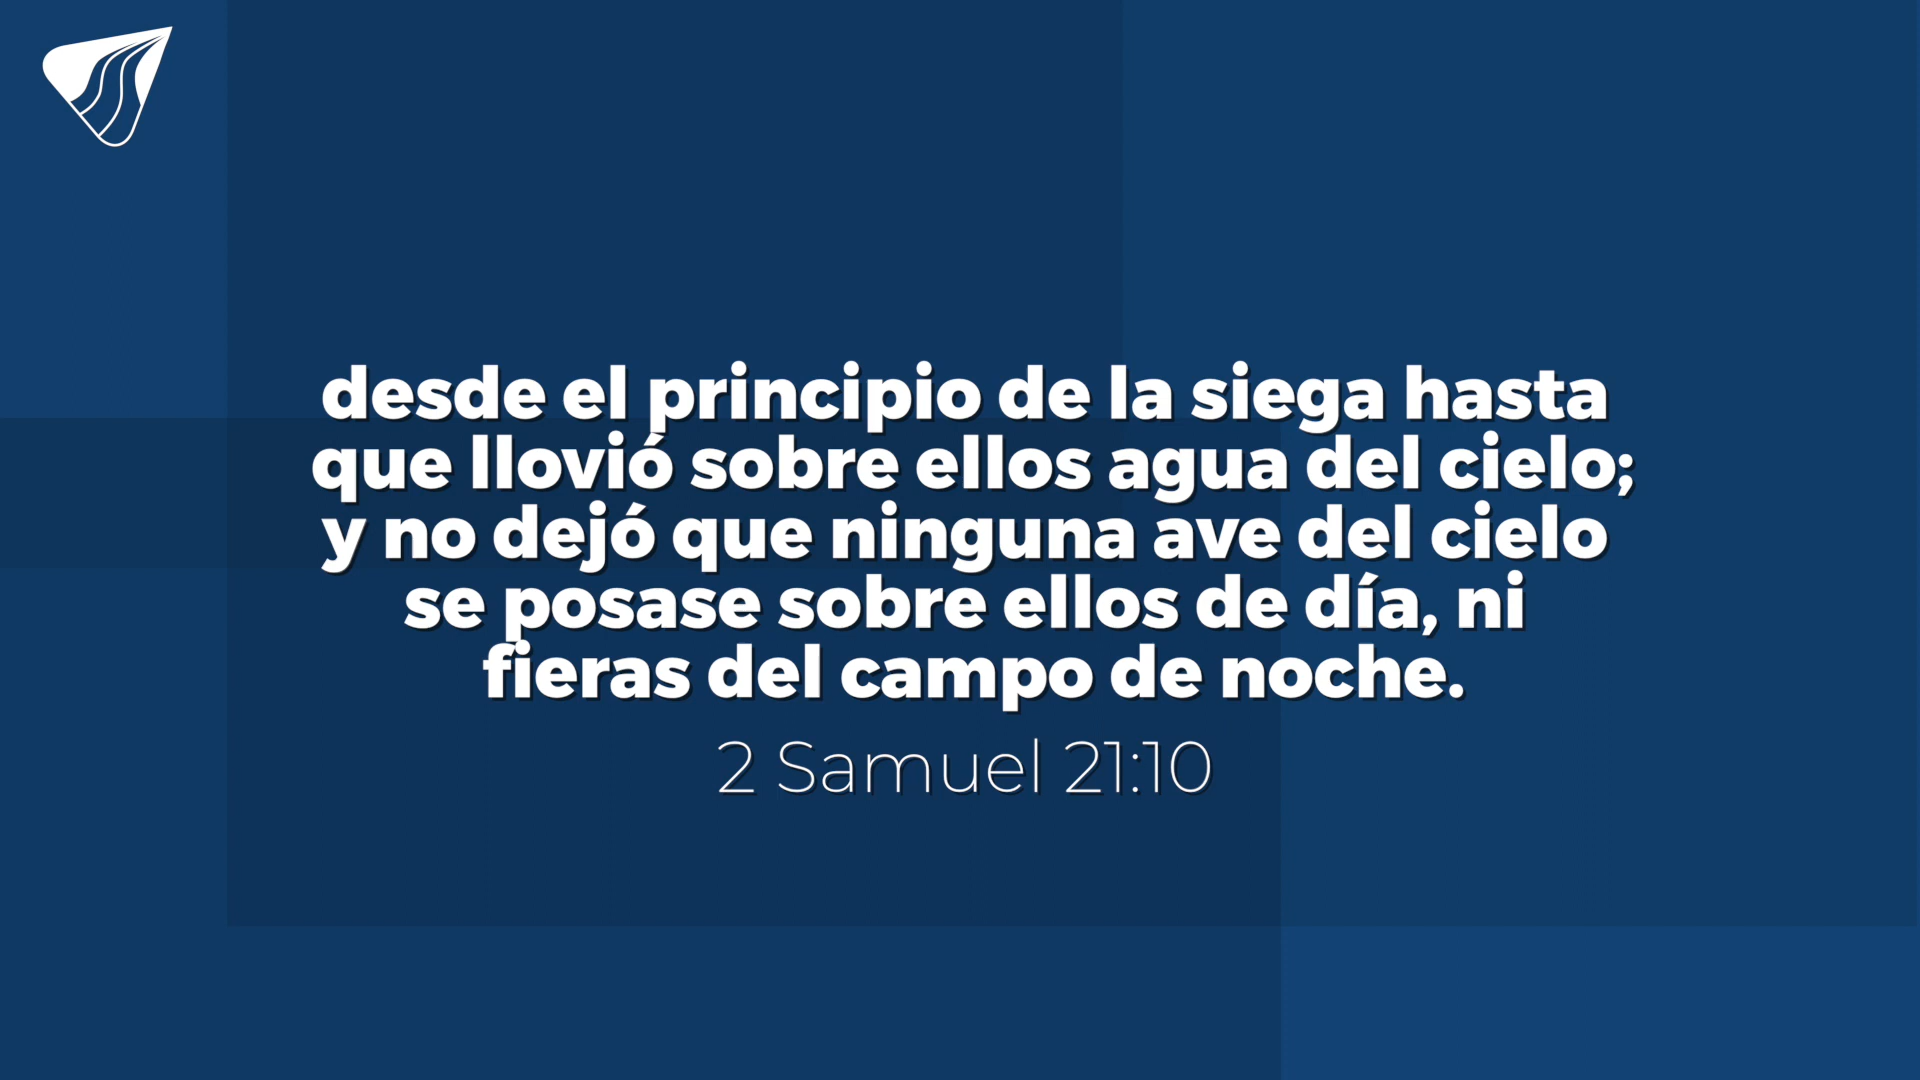 desde el principio de la siega hasta
que llovió sobre ellos agua del cielo;
y no dejó que ninguna ave del cielo
se posase sobre ellos de día, ni
fieras del campo de noche.
2 Samuel 21:10